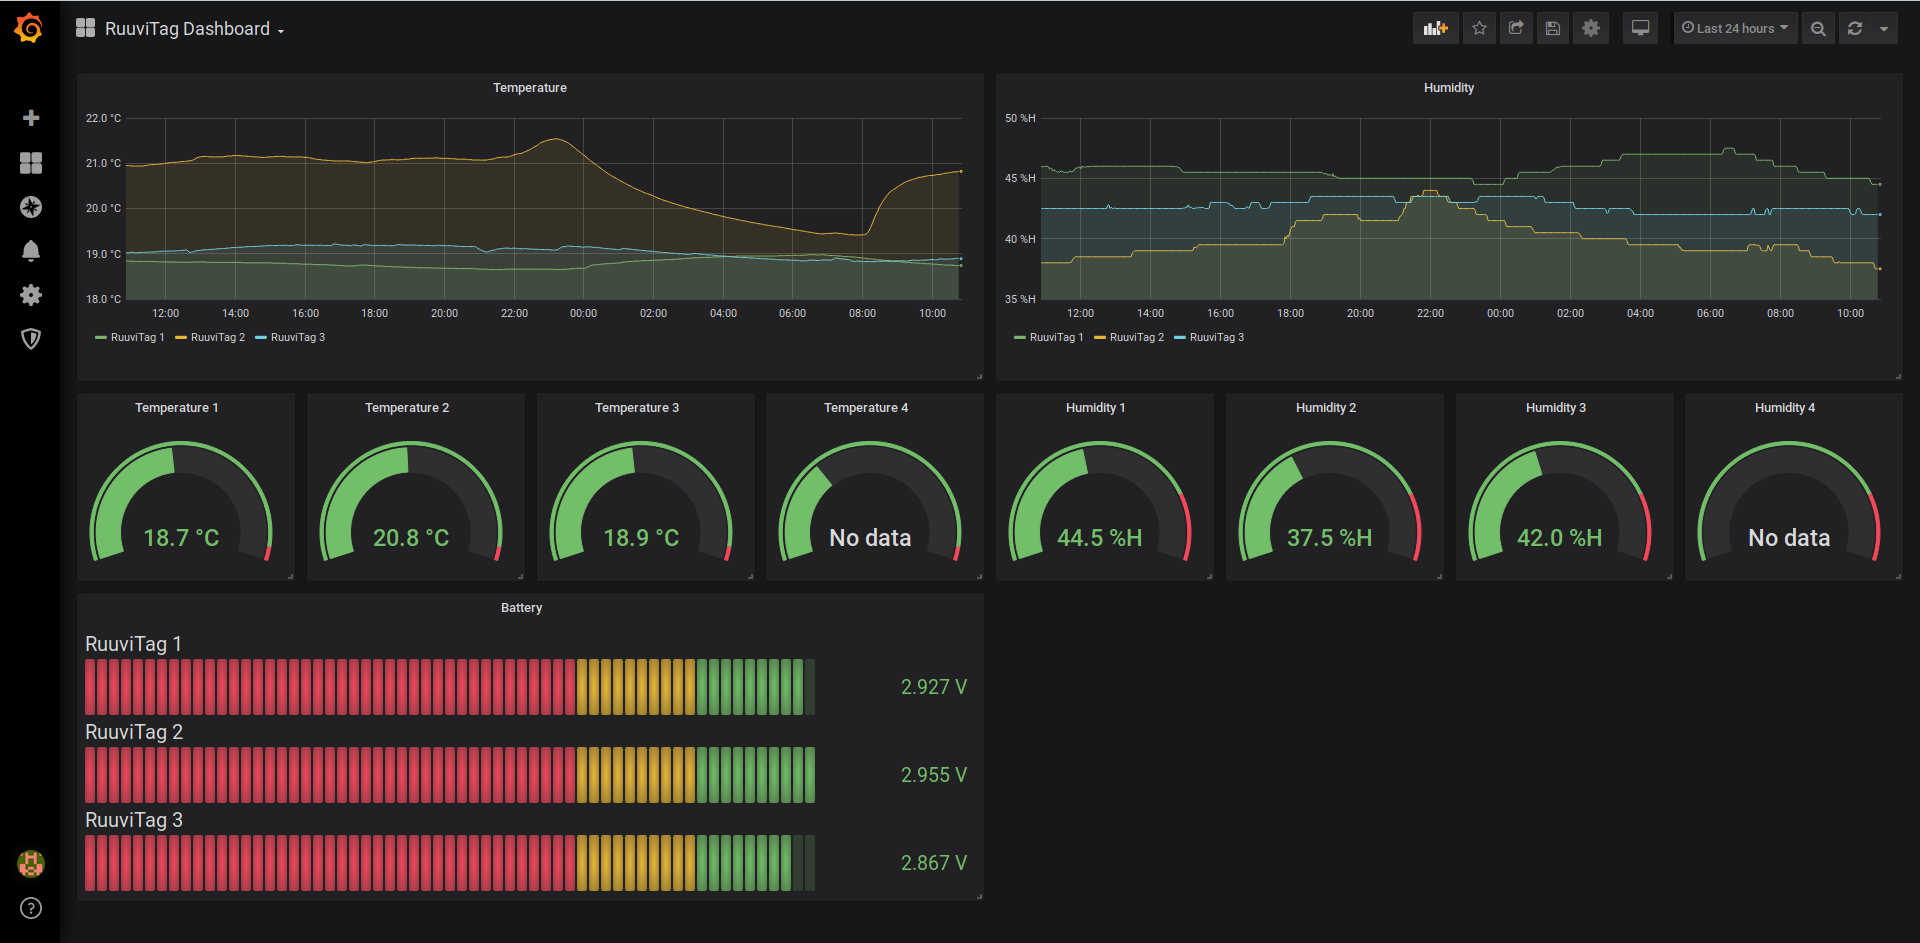 RuuviTag Dashboard
Last 24 hours
Temperature
22.0 °C
21.0 °C
20.0 °C
19.0 °C
18.0 °C
12:00 14:00 16:00 18:00 20:00 22:00 00:00 02:00 04:00 06:00 08:00 10:00
RuuviTag 1 RuuviTag 2 RuuviTag 3
Humidity
50 %H
45 %H
40 %H
35 %H
12:00 14:00 16:00 18:00 20:00 22:00 00:00 02:00 04:00 06:00 08:00 10:00
RuuviTag 1 RuuviTag 2 RuuviTag 3
Temperature 1
18.7 °C
Temperature 2
20.8 °C
Temperature 3
18.9 °C
Temperature 4
No data
Humidity 1
44.5 %H
Humidity 2
37.5 %H
Humidity 3
42.0 %H
Humidity 4
No data
Battery
RuuviTag 1
2.927 V
RuuviTag 2
2.955 V
RuuviTag 3
2.867 V